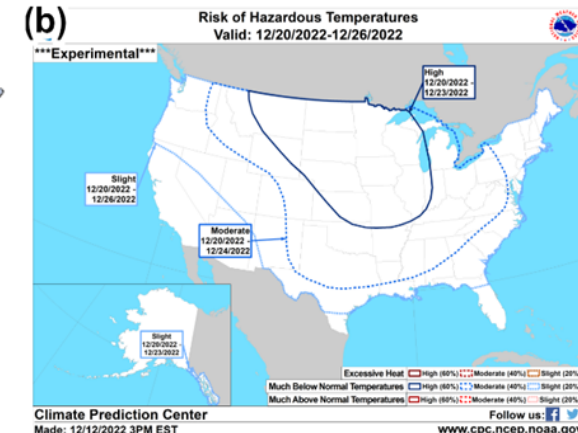 (b)
Risk of Hazardous Temperatures
Valid: 12/20/2022-12/26/2022
***Experimental***
High
12/20/2022 -
12/23/2022
Slight
12/20/2022 -
12/26/2022
Moderate
12/20/2022 -
12/24/2022
Slight
12/20/2022 -
12/23/2022
Excessive Heat High (60%) Moderate (40%) Slight (20%
Much Below Normal Temperatures High (60%) Moderate (40%) Slight (20%
Much Above Normal Temperatures High (60%) Moderate (40%) Slight (20%
Climate Prediction Center
Follow us:
Made: 12/12/2022 3PM EST
www.cpc.ncep.noaa.gov